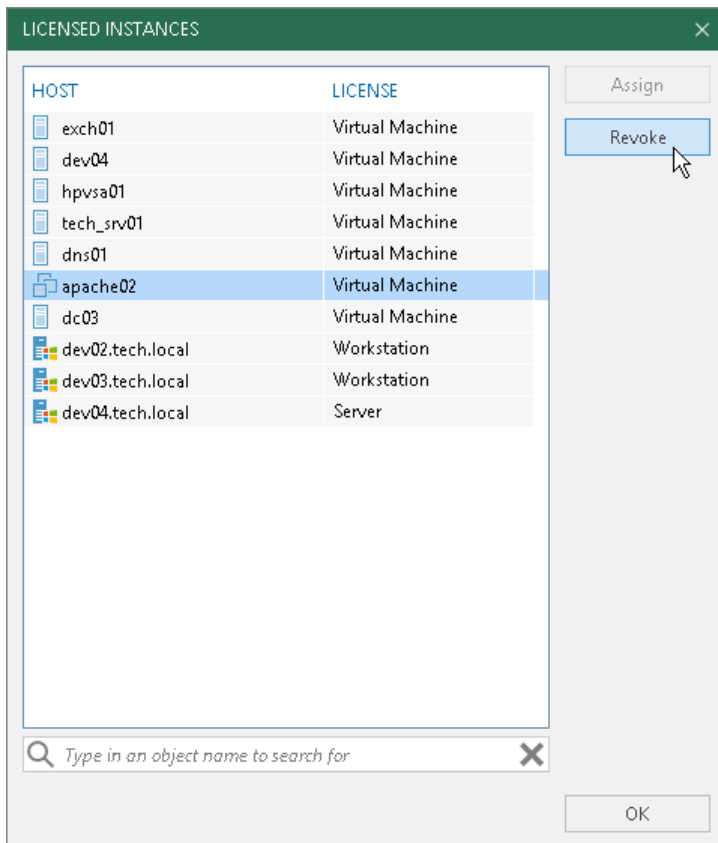 LICENSED INSTANCES
HOST LICENSE
Assign
exch01 Virtual Machine
Revoke
dev04 Virtual Machine
hpvsa01 Virtual Machine
tech_srv01 Virtual Machine
dns01 Virtual Machine
apache02 Virtual Machine
dc03 Virtual Machine
dev02.tech.local Workstation
dev03.tech.local Workstation
dev04.tech.local Server
Type in an object name to search for
OK